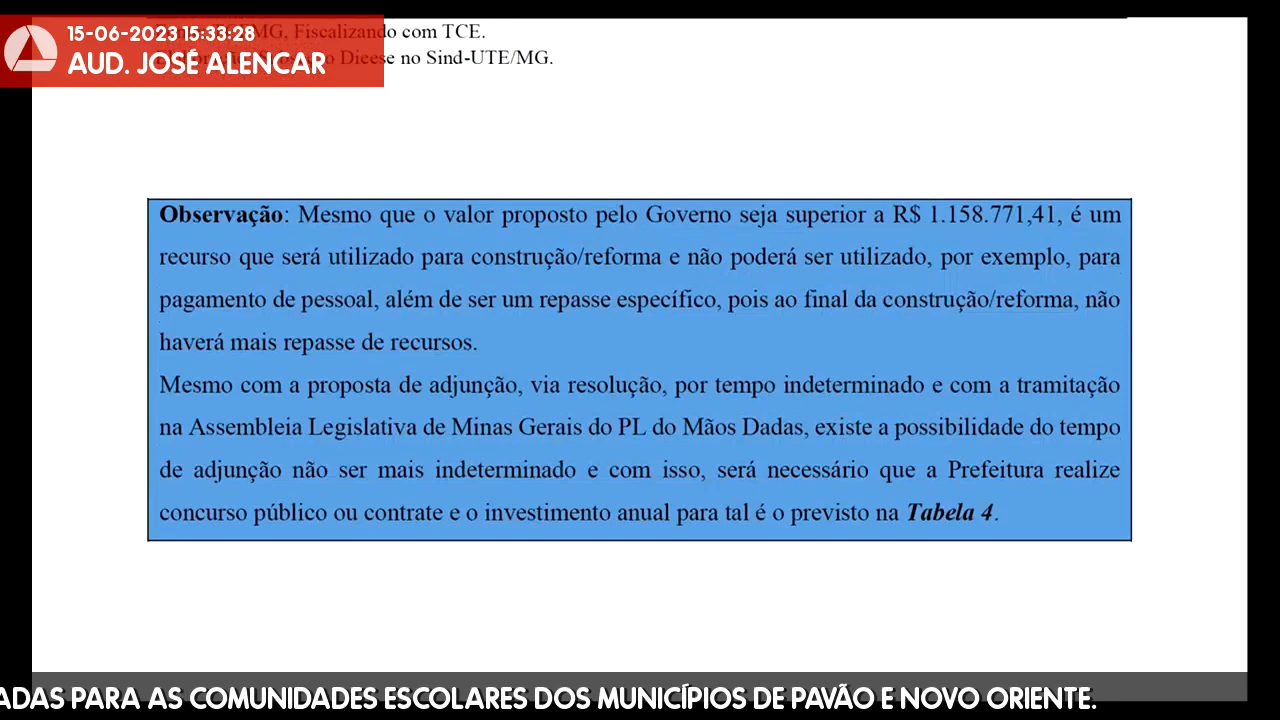 15-06-2023 15:33:28
AUD. JOSÉ ALENCAR
MG, Fiscalizando com TCE.
Dieese no Sind-UTE/MG.
Observação: Mesmo que o valor proposto pelo Governo seja superior a R$ 1.158.771,41, é um
recurso que será utilizado para construção/reforma e não poderá ser utilizado, por exemplo, para
pagamento de pessoal, além de ser um repasse específico, pois ao final da construção/reforma, não
haverá mais repasse de recursos.
Mesmo com a proposta de adjunção, via resolução, por tempo indeterminado e com a tramitação
na Assembleia Legislativa de Minas Gerais do PL do Mãos Dadas, existe a possibilidade do tempo
de adjunção não ser mais indeterminado e com isso, será necessário que a Prefeitura realize
concurso público ou contrate e o investimento anual para tal é o previsto na Tabela 4.
ADAS PARA AS COMUNIDADES ESCOLARES DOS MUNICÍPIOS DE PAVÃO E NOVO ORIENTE.